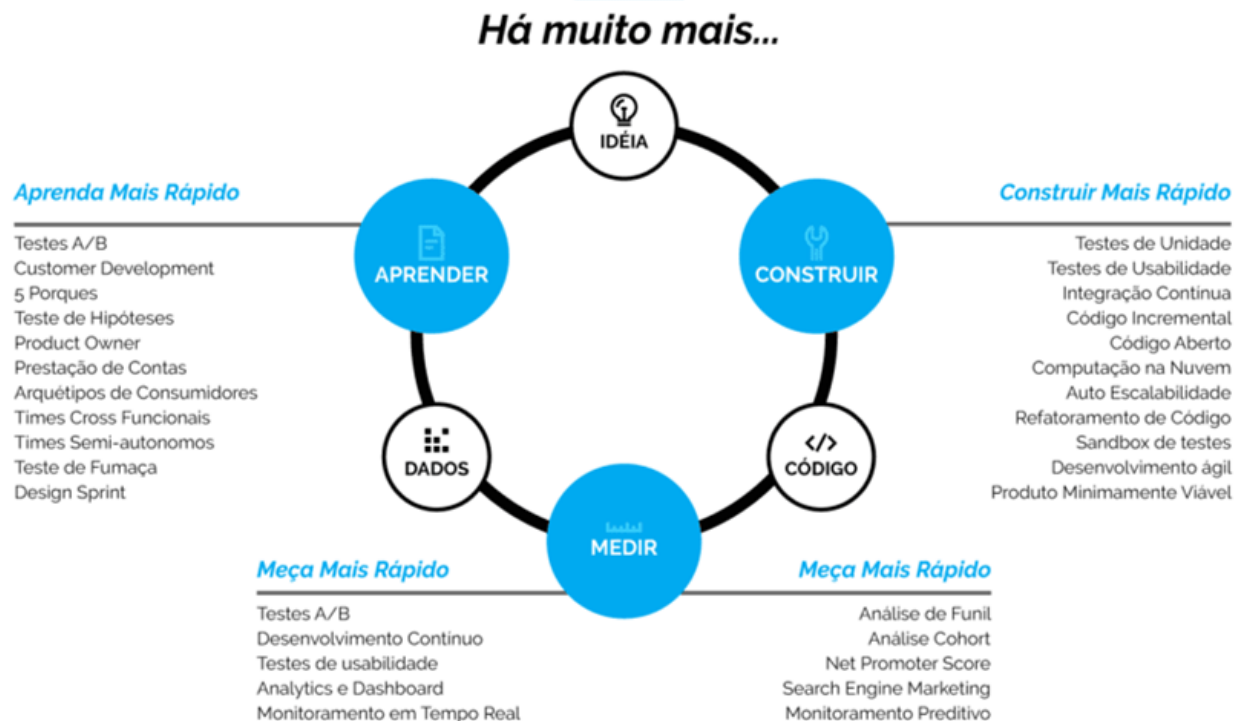 Há muito mais...
IDÉIA
Aprenda Mais Rápido
Testes A/B
Customer Development
5 Porques
Teste de Hipóteses
Product Owner
Prestação de Contas
Arquétipos de Consumidores
Times Cross Funcionais
Times Semi-autonomos
Teste de Fumaça
Design Sprint
APRENDER
CONSTRUIR
Construir Mais Rápido
Testes de Unidade
Testes de Usabilidade
Integração Continua
Código Incremental
Código Aberto
Computação na Nuvem
Auto Escalabilidade
Refatoramento de Código
Sandbox de testes
Desenvolvimento ágil
Produto Minimamente Viável
DADOS
</>
CÓDIGO
MEDIR
Meça Mais Rápido
Testes A/B
Desenvolvimento Contínuo
Testes de usabilidade
Analytics e Dashboard
Monitoramento em Tempo Real
Meça Mais Rápido
Análise de Funil
Análise Cohort
Net Promoter Score
Search Engine Marketing
Monitoramento Preditivo